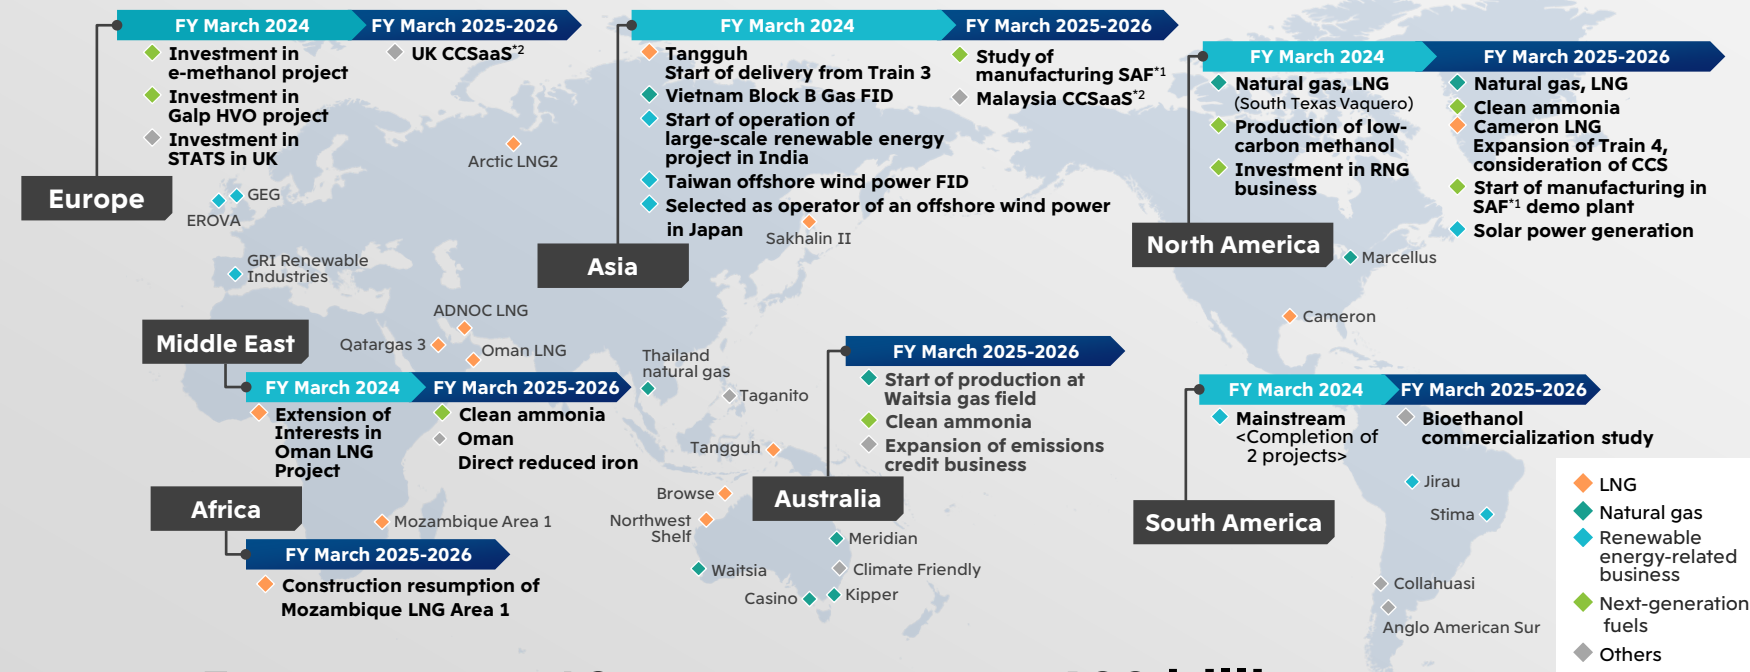 FY March 2024
FY March 2025-2026
Investment in
e-methanol project
Investment in
Galp HVO project
Investment in
STATS in UK
UK CCSaaS*2
Europe
GEG
EROVA
GRI Renewable
Industries
Arctic LNG2
FY March 2024
FY March 2025-2026
Tangguh
Start of delivery from Train 3
Vietnam Block B Gas FID
Start of operation of
large-scale renewable energy
project in India
Taiwan offshore wind power FID
Selected as operator of an offshore wind power
in Japan
Study of
manufacturing SAF*1
Malaysia CCSaaS*2
Sakhalin II
Asia
FY March 2024
FY March 2025-2026
Natural gas, LNG
(South Texas Vaquero)
Production of low-
carbon methanol
Investment in RNG
business
Natural gas, LNG
Clean ammonia
Cameron LNG
Expansion of Train 4,
consideration of CCS
Start of manufacturing in
SAF*1 demo plant
Solar power generation
North America
Marcellus
Cameron
ADNOC LNG
Qatargas 3
Oman LNG
Middle East
FY March 2024
FY March 2025-2026
Extension of
Interests in
Oman LNG
Project
Clean ammonia
Oman
Direct reduced iron
Thailand
natural gas
Taganito
Tangguh
FY March 2025-2026
Start of production at
Waitsia gas field
Clean ammonia
Expansion of emissions
credit business
Australia
Browse
Northwest
Shelf
Waitsia
Casino
Meridian
Climate Friendly
Kipper
Africa
Mozambique Area 1
FY March 2025-2026
Construction resumption of
Mozambique LNG Area 1
FY March 2024
FY March 2025-2026
Mainstream
<Completion of
2 projects>
Bioethanol
commercialization study
South America
Jirau
Stima
Collahuasi
Anglo American Sur
LNG
Natural gas
Renewable
energy-related
business
Next-generation
fuels
Others